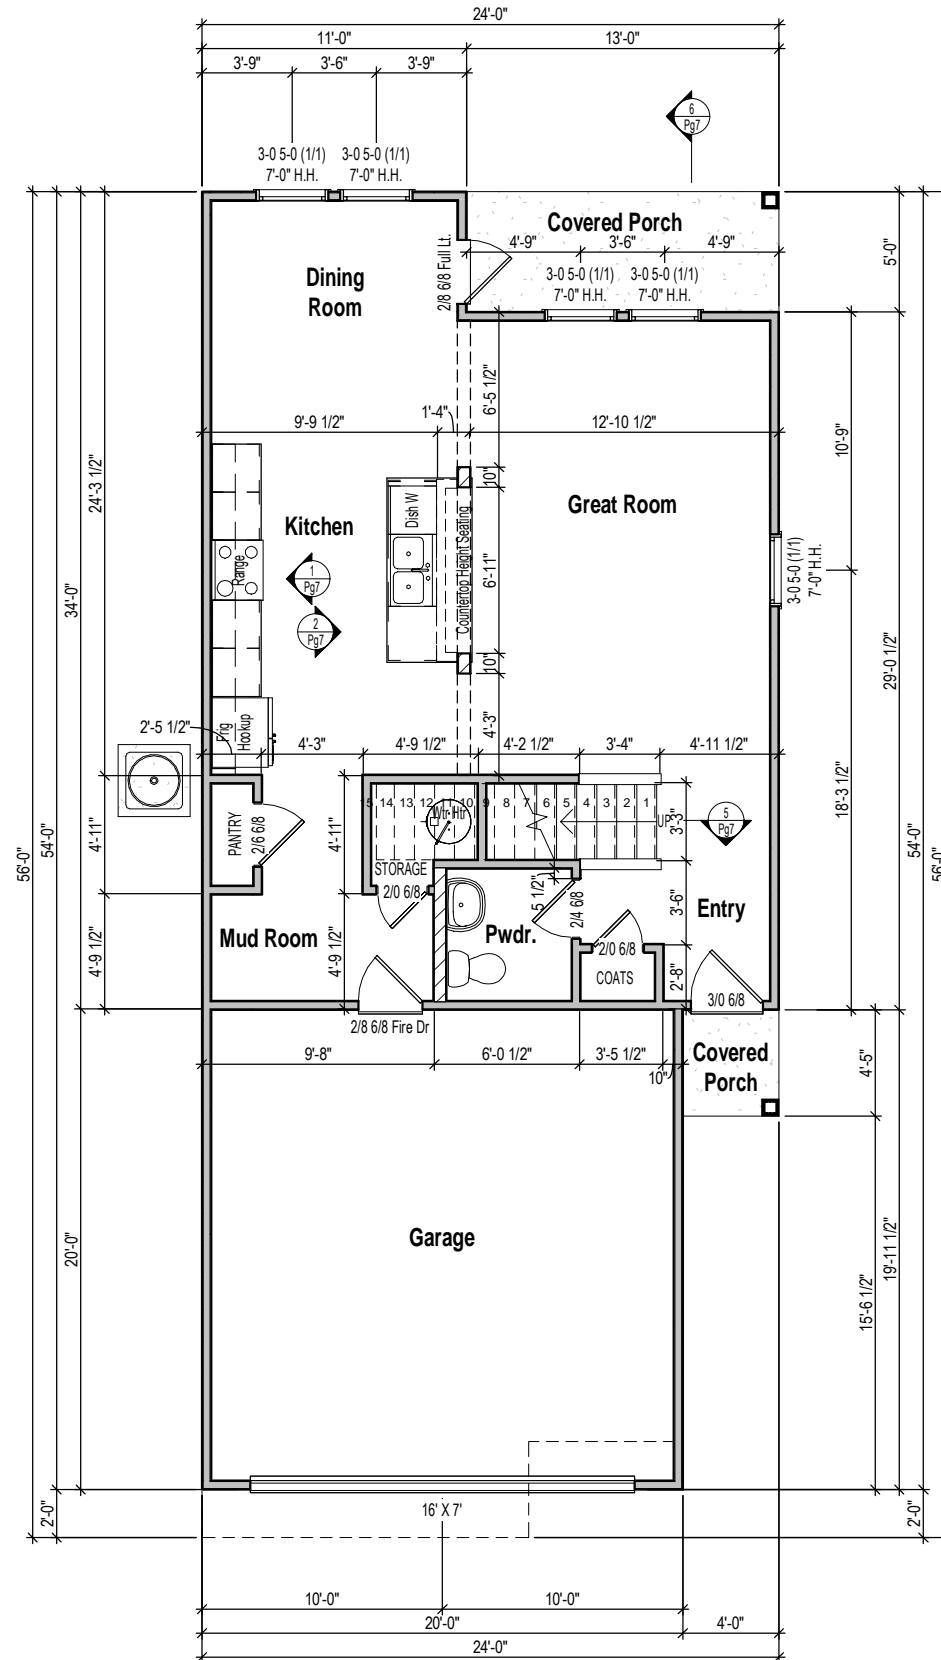 24'-0"
11'-0"
13'-0"
3'-9"
3'-6"
3'-9"
6
Pg7
3-0 5-0 (1/1)
7'-0" H.H.
3-0 5-0 (1/1)
7'-0" H.H.
Covered Porch
4'-9"
3'-6"
4'-9"
3-0 5-0 (1/1)
7'-0" H.H.
3-0 5-0 (1/1)
7'-0" H.H.
2/8 6/8 Full Lt.
5'-0"
Dining
Room
6'-5 1/2"
1'-4"
9'-9 1/2"
12'-10 1/2"
10'-9"
24'-3 1/2"
10"
Great Room
Kitchen
Dish W
Countertop Height Seating
6'-11"
Range
1
Pg7
2
Pg7
3-0 5-0 (1/1)
7'-0" H.H.
34'-0"
10"
29'-0 1/2"
Frig
Hookup
2'-5 1/2"
4'-3"
4'-3"
4'-9 1/2"
4'-2 1/2"
3'-4"
4'-11 1/2"
18'-3 1/2"
15 14 13 12 11 10 9 8 7 6 5 4 3 2 1
Wtr Htr
UP
3'-3"
5
Pg7
PANTRY
2/6 6/8
4'-11"
4'-11"
STORAGE
2/0 6/8
5 1/2"
2/4 6/8
56'-0"
54'-0"
54'-0"
56'-0"
3'-6"
Entry
Mud Room
4'-9 1/2"
4'-9 1/2"
Pwdr.
2/0 6/8
COATS
2'-8"
3/0 6/8
2/8 6/8 Fire Dr
9'-8"
6'-0 1/2"
3'-5 1/2"
10"
Covered
Porch
4'-5"
Garage
20'-0"
19'-11 1/2"
15'-6 1/2"
16' X 7'
2'-0"
2'-0"
10'-0"
10'-0"
20'-0"
4'-0"
24'-0"